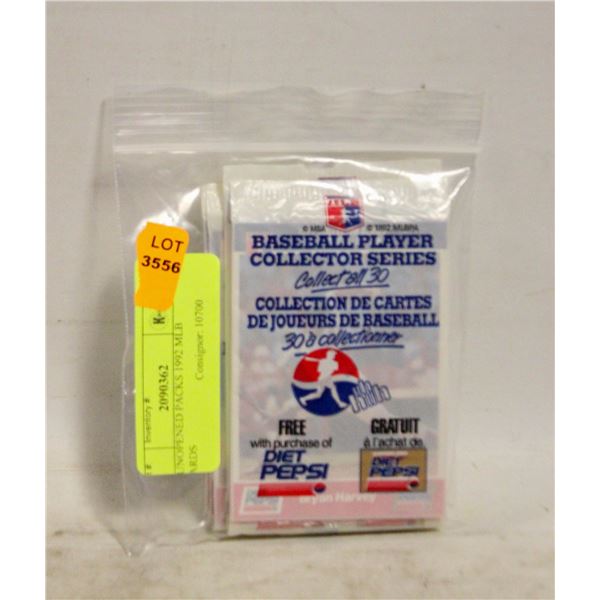 LOT
3556
Inventory #
2090362
UNOPENED PACKS 1992 MLB
Consignor: 10700
© MSA © 1992 MLBPA
BASEBALL PLAYER
COLLECTOR SERIES
Collect all 30
COLLECTION DE CARTES
DE JOUEURS DE BASEBALL
30 à collectionner
FREE
with purchase of
DIET
PEPSI
GRATUIT
à l'achat de
DIET
PEPSI
Bryan Harvey